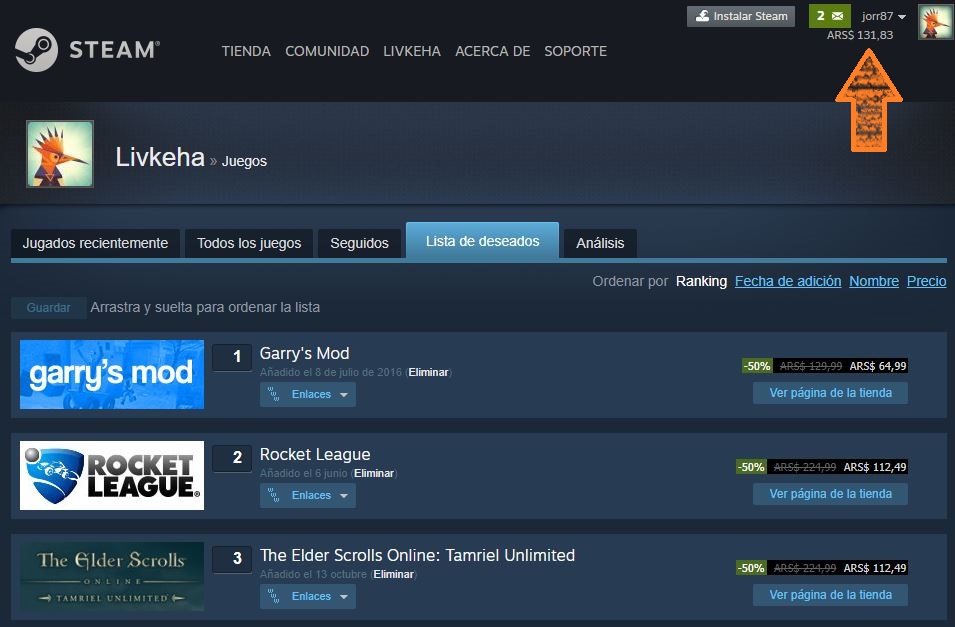 Instalar Steam
2
jorr87
ARS$ 131,83
STEAM®
TIENDA COMUNIDAD LIVKEHA ACERCA DE SOPORTE
Livkeha » Juegos
Jugados recientemente
Todos los juegos
Seguidos
Lista de deseados
Análisis
Ordenar por Ranking Fecha de adición Nombre Precio
Guardar Arrastra y suelta para ordenar la lista
garry's mod
1
Garry's Mod
Añadido el 8 de julio de 2016 (Eliminar)
Enlaces
-50% ARS$ 129,99 ARS$ 64,99
Ver página de la tienda
ROCKET
LEAGUE®
2
Rocket League
Añadido el 6 junio (Eliminar)
Enlaces
-50% ARS$ 224,99 ARS$ 112,49
Ver página de la tienda
The Elder Scrolls
ONLINE
TAMRIEL UNLIMITED
3
The Elder Scrolls Online: Tamriel Unlimited
Añadido el 13 octubre (Eliminar)
Enlaces
-50% ARS$ 224,99 ARS$ 112,49
Ver página de la tienda